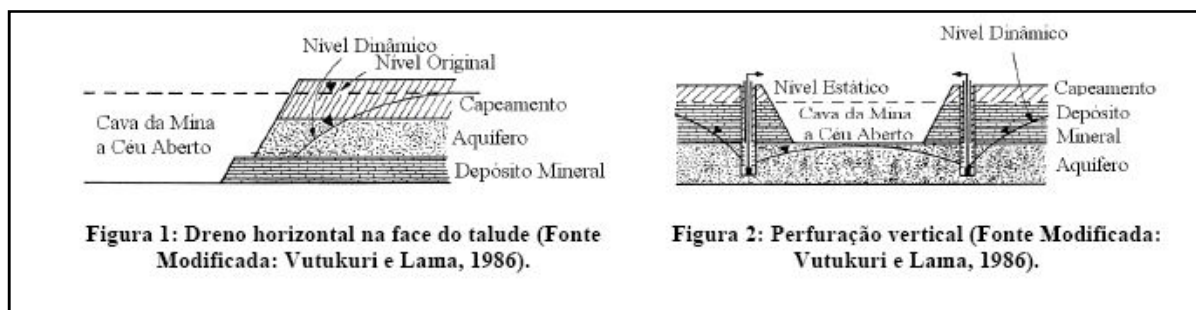 Nível Dinâmico
Nível Original
Capeamento
Cava da Mina
a Céu Aberto
Aquífero
Depósito Mineral
Figura 1: Dreno horizontal na face do talude (Fonte
Modificada: Vutukuri e Lama, 1986).
Nível Dinâmico
Nível Estático
Cava da Mina
a Céu Aberto
Capeamento
Depósito
Mineral
Aquífero
Figura 2: Perfuração vertical (Fonte Modificada:
Vutukuri e Lama, 1986).